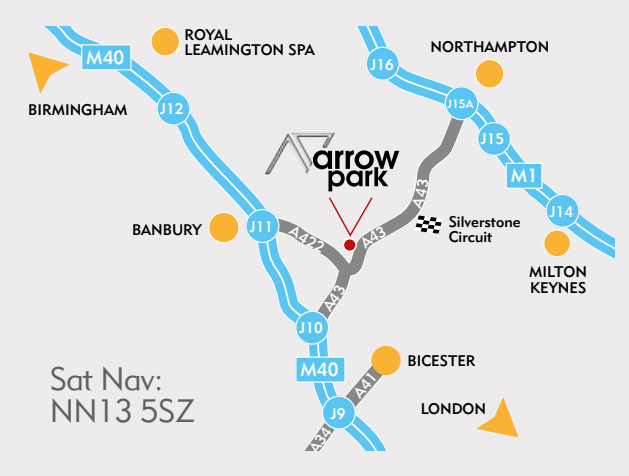 ROYAL
LEAMINGTON SPA
M40
BIRMINGHAM
J12
J16
NORTHAMPTON
J15A
J15
M1
J14
MILTON
KEYNES
arrow
park
A43
Silverstone
Circuit
A43
BANBURY
J11
A422
A43
J10
M40
BICESTER
A41
J9
A34
LONDON
Sat Nav:
NN13 5SZ